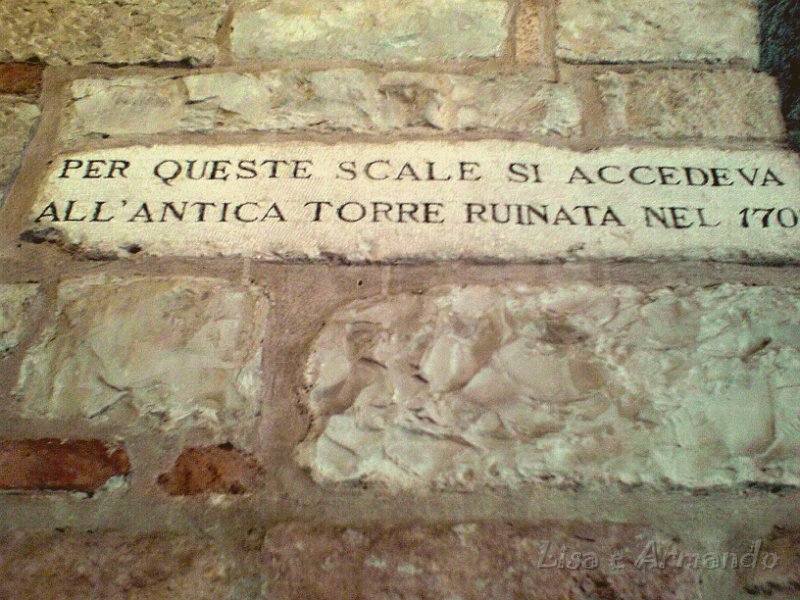 PER QUESTE SCALE SI ACCEDEVA
ALL'ANTICA TORRE RUINATA NEL 170
Lisa e Armando